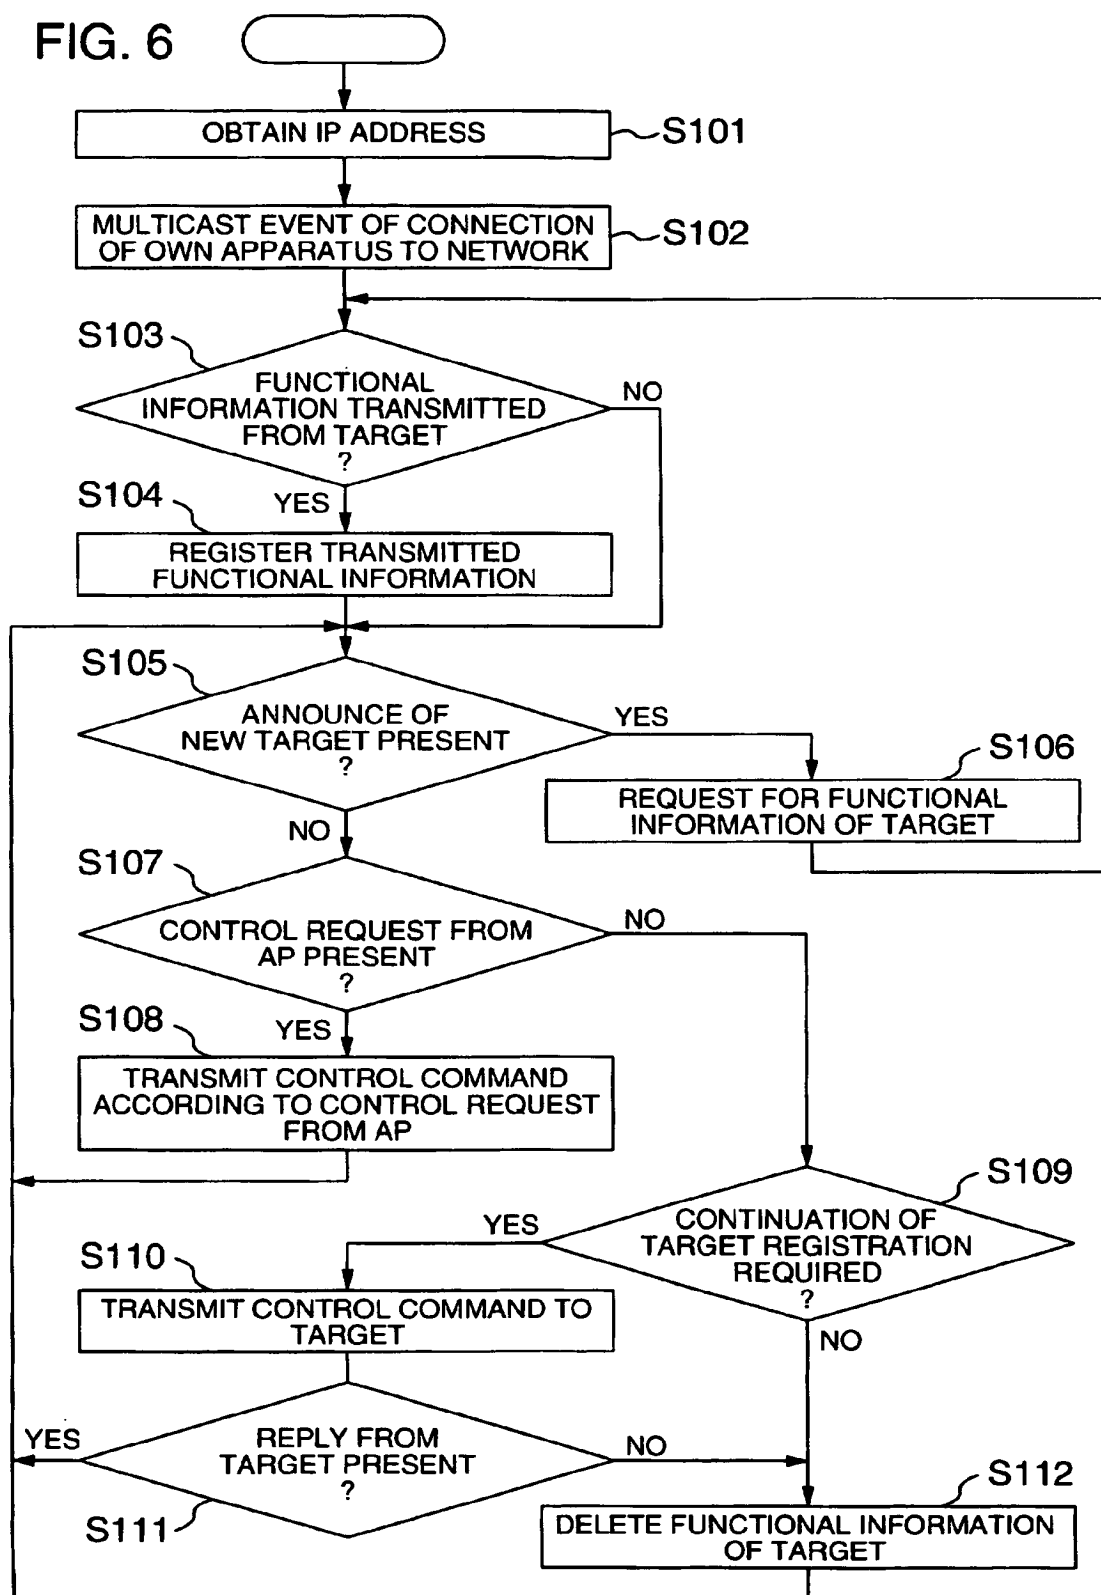 FIG. 6
OBTAIN IP ADDRESS
S101
MULTICAST EVENT OF CONNECTION
OF OWN APPARATUS TO NETWORK
S102
S103
FUNCTIONAL
INFORMATION TRANSMITTED
FROM TARGET
?
NO
YES
S104
REGISTER TRANSMITTED
FUNCTIONAL INFORMATION
S105
ANNOUNCE OF
NEW TARGET PRESENT
?
YES
S106
REQUEST FOR FUNCTIONAL
INFORMATION OF TARGET
NO
S107
CONTROL REQUEST FROM
AP PRESENT
?
NO
YES
S108
TRANSMIT CONTROL COMMAND
ACCORDING TO CONTROL REQUEST
FROM AP
S109
CONTINUATION OF
TARGET REGISTRATION
REQUIRED
?
YES
NO
S110
TRANSMIT CONTROL COMMAND TO
TARGET
YES
REPLY FROM
TARGET PRESENT
?
NO
S111
S112
DELETE FUNCTIONAL INFORMATION
OF TARGET